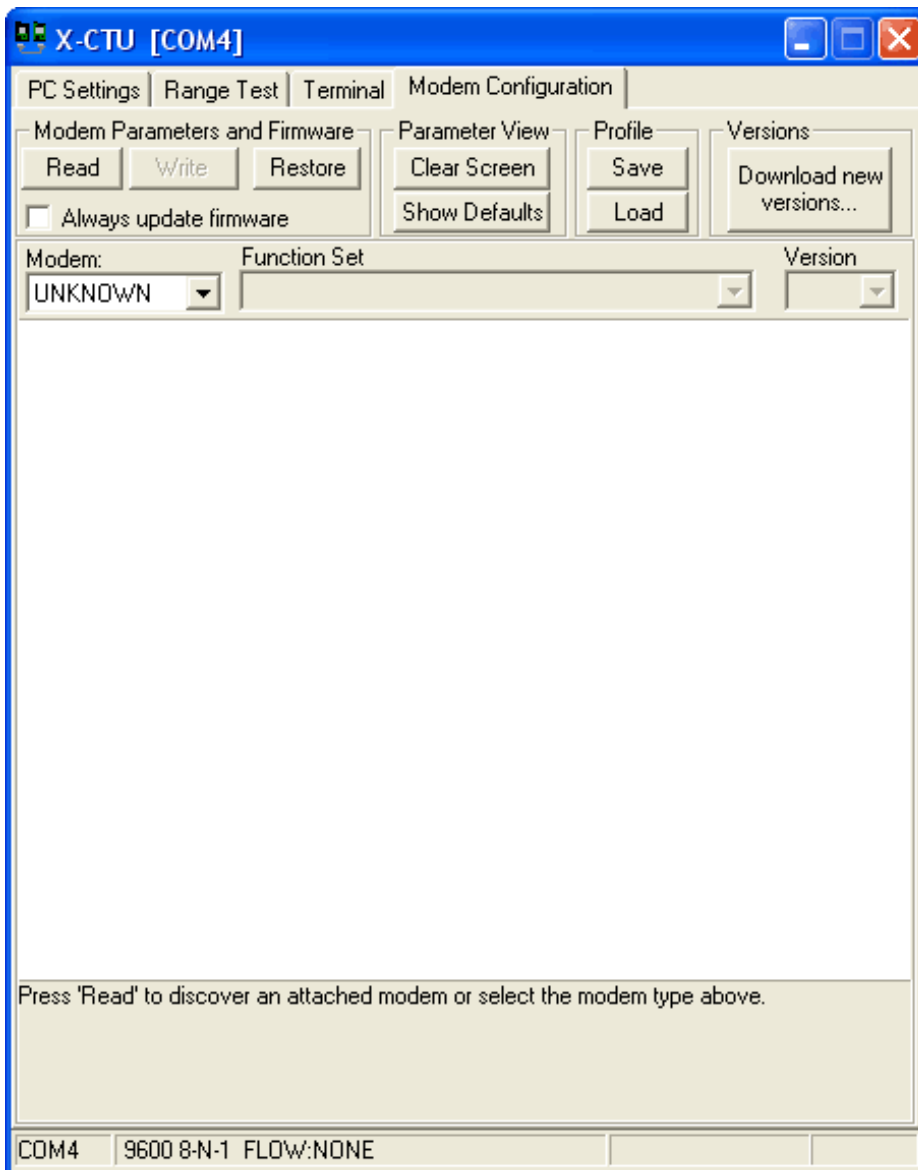 X-CTU [COM4]
PC Settings Range Test Terminal Modem Configuration
Modem Parameters and Firmware Parameter View Profile Versions
Read Write Restore Clear Screen Save Download new versions...
Always update firmware Show Defaults Load
Modem: Function Set Version
UNKNOWN
Press 'Read' to discover an attached modem or select the modem type above.
COM4 9600 8-N-1 FLOW:NONE